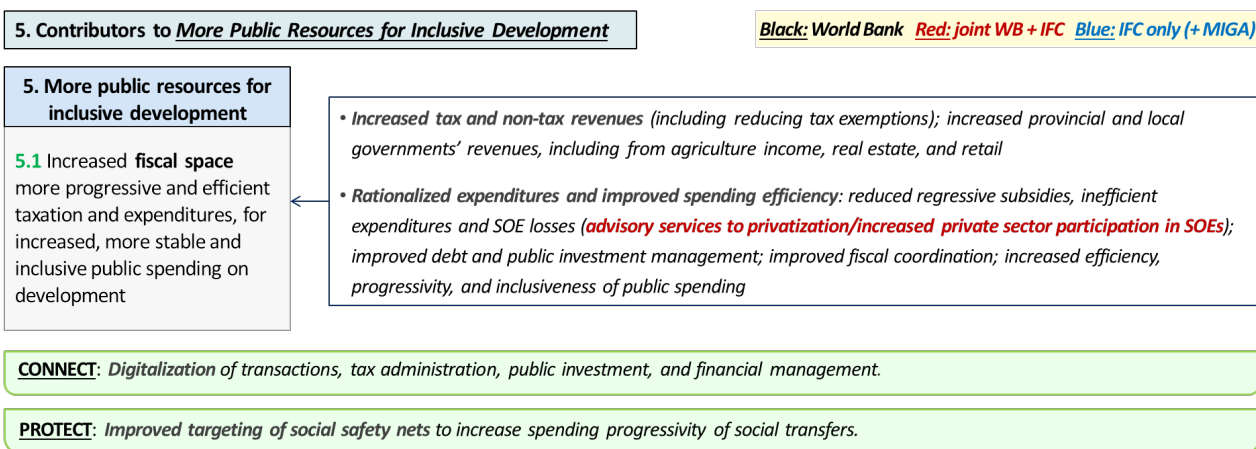 5. Contributors to More Public Resources for Inclusive Development
Black: World Bank Red: joint WB + IFC Blue: IFC only (+ MIGA)
5. More public resources for
inclusive development
5.1 Increased fiscal space
more progressive and efficient
taxation and expenditures, for
increased, more stable and
inclusive public spending on
development
• Increased tax and non-tax revenues (including reducing tax exemptions); increased provincial and local
governments’ revenues, including from agriculture income, real estate, and retail
• Rationalized expenditures and improved spending efficiency: reduced regressive subsidies, inefficient
expenditures and SOE losses (advisory services to privatization/increased private sector participation in SOEs);
improved debt and public investment management; improved fiscal coordination; increased efficiency,
progressivity, and inclusiveness of public spending
CONNECT: Digitalization of transactions, tax administration, public investment, and financial management.
PROTECT: Improved targeting of social safety nets to increase spending progressivity of social transfers.